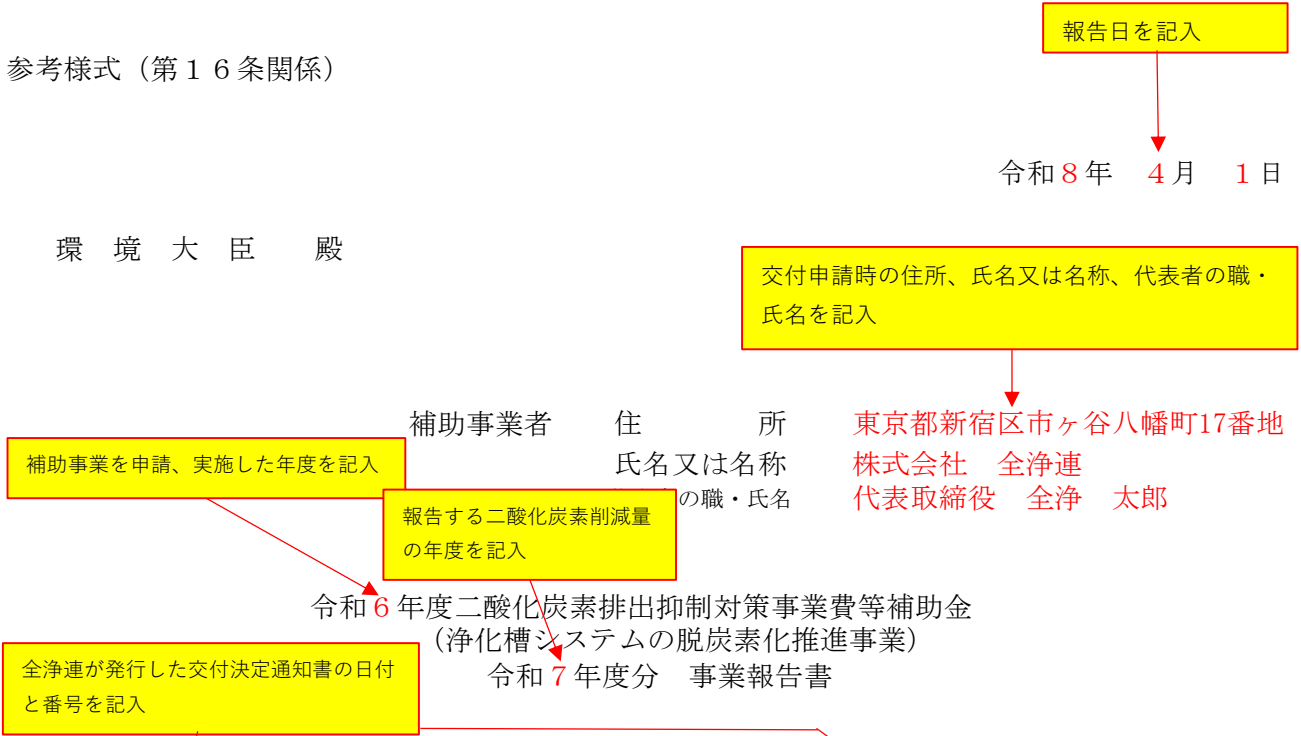 報告日を記入
参考様式（第１６条関係）
令和８年　４月　１日
環　境　大　臣　　殿
交付申請時の住所、氏名又は名称、代表者の職・
氏名を記入
補助事業者　　住　　　　所　　東京都新宿区市ヶ谷八幡町17番地
補助事業を申請、実施した年度を記入
氏名又は名称　　株式会社　全浄連
の職・氏名　　代表取締役　全浄　太郎
報告する二酸化炭素削減量
の年度を記入
令和６年度二酸化炭素排出抑制対策事業費等補助金
（浄化槽システムの脱炭素化推進事業）
令和７年度分　事業報告書
全浄連が発行した交付決定通知書の日付
と番号を記入